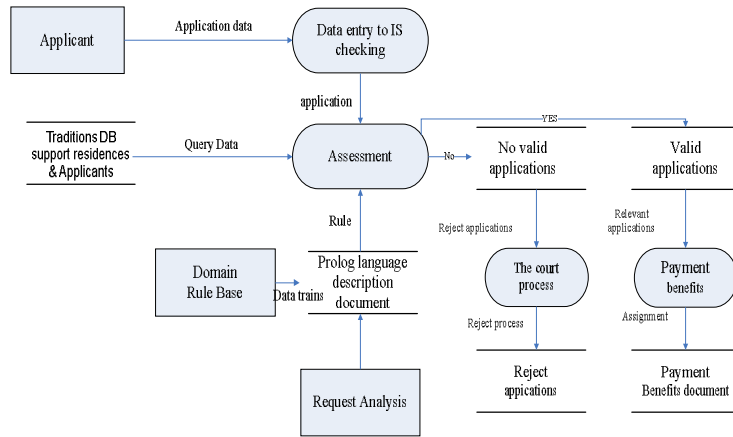 Applicant
Application data
Data entry to IS
checking
application
Traditions DB
support residences
& Applicants
Query Data
Assessment
YES
No
No valid
applications
Valid
applications
Rule
Reject applications
Relevant
applications
Domain
Rule Base
Data trains
Prolog language
description
document
The court
process
Payment
benefits
Reject process
Assignment
Request Analysis
Reject
appications
Payment
Benefits document